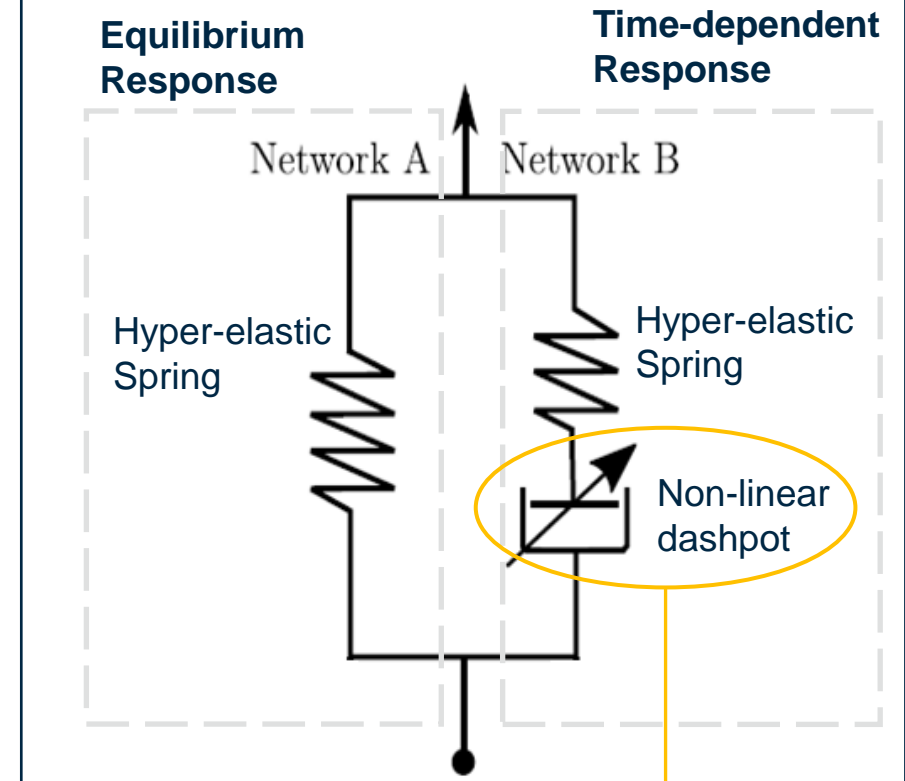 Equilibrium
Response
Time-dependent
Response
Network A
Network B
Hyper-elastic
Spring
Hyper-elastic
Spring
Non-linear
dashpot